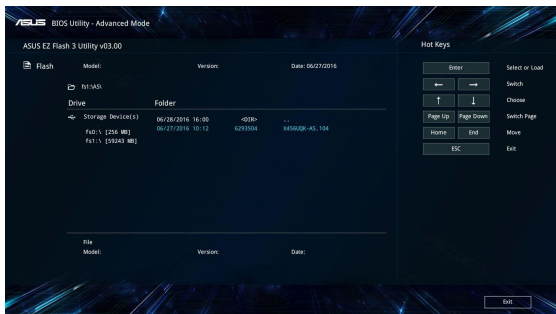 ASUS BIOS Utility - Advanced Mode
ASUS EZ Flash 3 Utility v03.00
Hot Keys
Flash Model: Version: Date: 06/27/2016
fs1:\AS\
Drive Folder
Storage Device(s)
fs0:\ [256 MB]
fs1:\ [59243 MB]
06/28/2016 16:00 <DIR> ..
06/27/2016 10:12 6293504 X456UQK-AS.104
File
Model: Version: Date:
Enter Select or Load
← → Switch
↑ ↓ Choose
Page Up Page Down Switch Page
Home End Move
ESC Exit
Exit